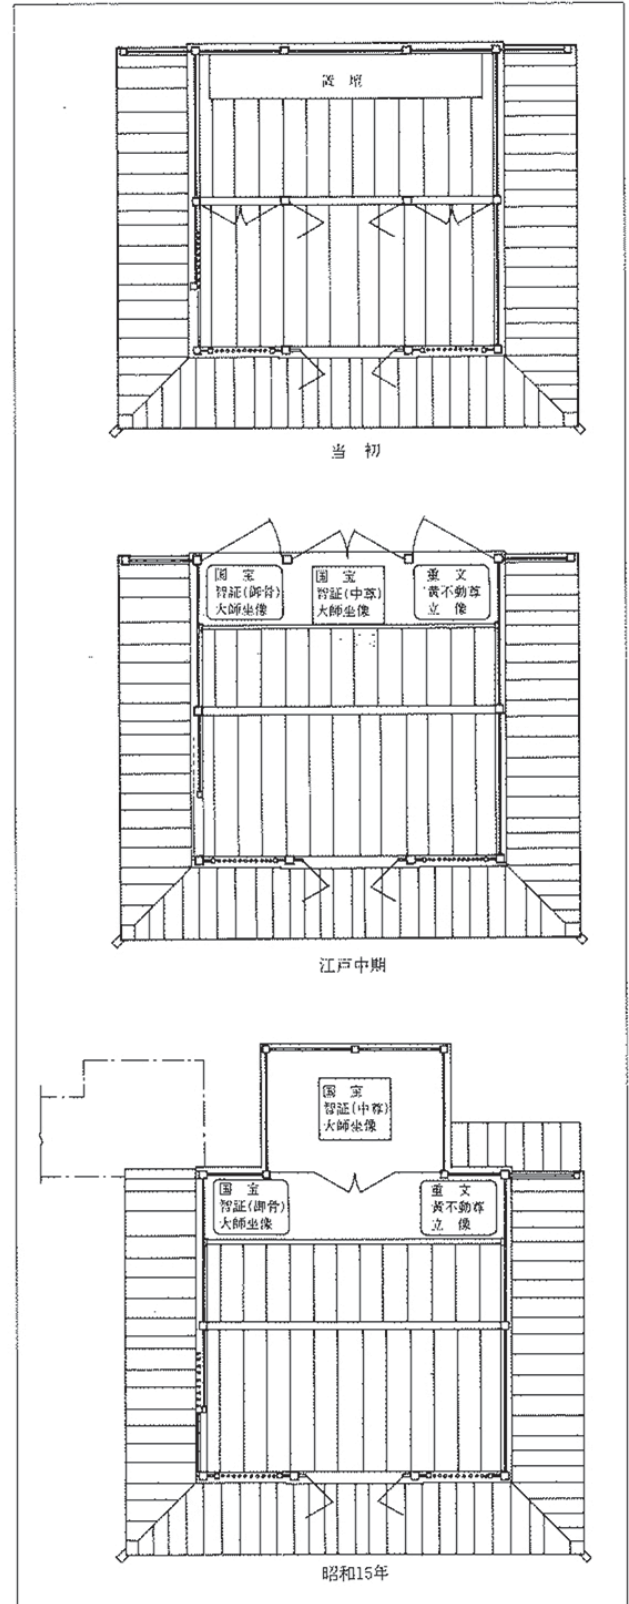 置壇
当初
国宝
智証(御骨)
大師坐像
国宝
智証(中尊)
大師坐像
重文
黄不動尊
立像
江戸中期
国宝
智証(中尊)
大師坐像
国宝
智証(御骨)
大師坐像
重文
黄不動尊
立像
昭和15年